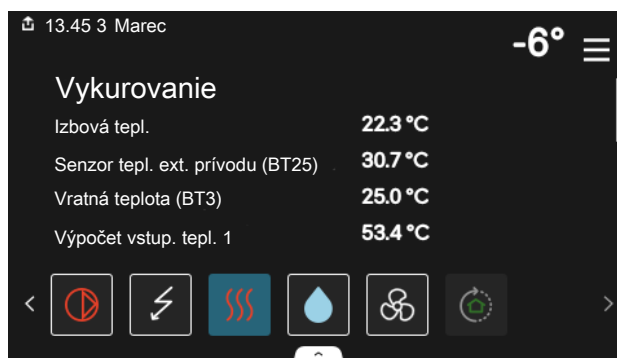 13.45 3 Marec
-6°
Vykurovanie
Izbová tepl. 22.3 °C
Senzor tepl. ext. prívodu (BT25) 30.7 °C
Vratná teplota (BT3) 25.0 °C
Výpočet vstup. tepl. 1 53.4 °C